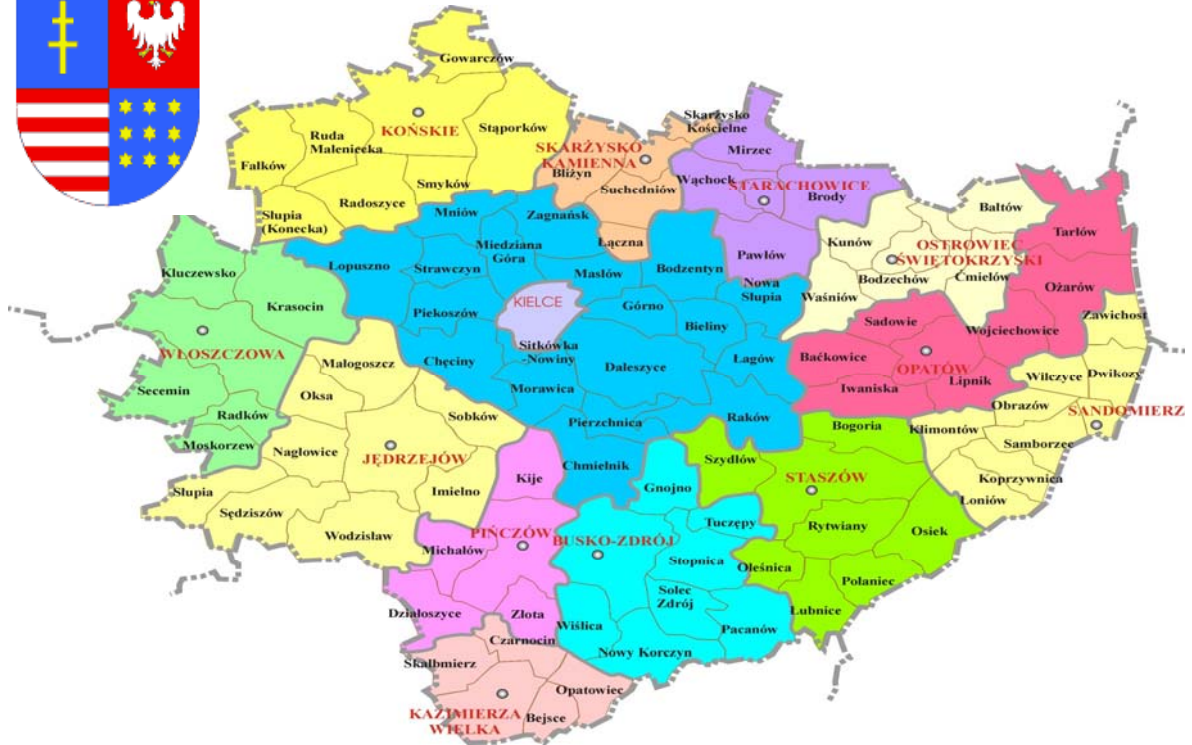 Gowarczów
KOŃSKIE
Stąporków
Ruda
Maleniecka
Fałków
Smyków
Radoszyce
Słupia
(Konecka)
Skarżysko
Kościelne
SKARŻYSKO
KAMIENNA
Bliżyn
Suchedniów
Łączna
Mirzec
Wąchock
STARACHOWICE
Brody
Pawłów
Bałtów
Kunów
OSTROWIEC
ŚWIĘTOKRZYSKI
Bodzechów
Ćmielów
Waśniów
Tarłów
Ożarów
Sadowie
Wojciechowice
Baćkowice
OPATÓW
Iwaniska
Lipnik
Zawichost
Dwikozy
Wilczyce
Obrazów
SANDOMIERZ
Klimontów
Samborzec
Koprzywnica
Łoniów
Mniów
Zagnańsk
Miedziana
Góra
Lopuszno
Strawczyn
Masłów
Bodzentyn
Nowa
Słupia
KIELCE
Górno
Piekoszów
Bieliny
Sitkówka
-Nowiny
Chęciny
Daleszyce
Łagów
Morawica
Pierzchnica
Raków
Chmielnik
Kluczewsko
Krasocin
WŁOSZCZOWA
Secemin
Radków
Moskorzew
Małogoszcz
Oksa
Sobków
Nagłowice
JĘDRZEJÓW
Imielno
Słupia
Sędziszów
Wodzisław
Kije
PIŃCZÓW
Michałów
Działoszyce
Złota
Gnojno
Tuczępy
BUSKO-ZDRÓJ
Stopnica
Solec
Zdrój
Wiślica
Pacanów
Nowy Korczyn
Bogoria
Szydłów
STASZÓW
Rytwiany
Osiek
Oleśnica
Połaniec
Łubnice
Czarnocin
Skalbmierz
Opatowiec
KAZIMIERZA
WIELKA
Bejsce